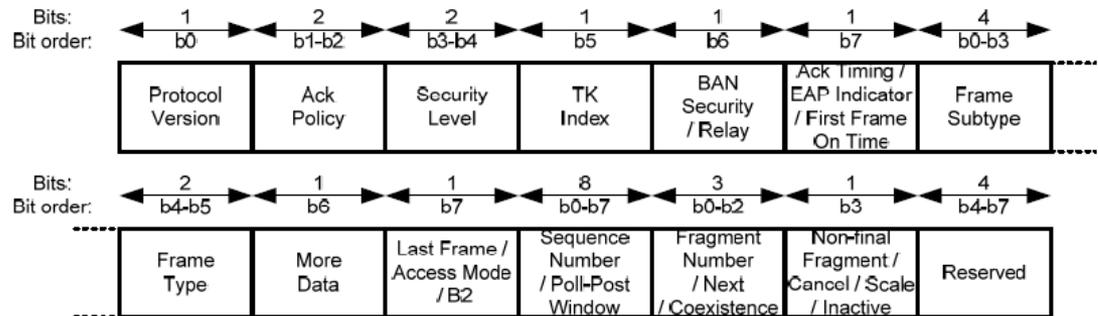 Bits: 1 2 2 1 1 1 4
Bit order: b0 b1-b2 b3-b4 b5 b6 b7 b0-b3
Protocol Version
Ack Policy
Security Level
TK Index
BAN Security / Relay
Ack Timing / EAP Indicator / First Frame On Time
Frame Subtype
Bits: 2 1 1 8 3 1 4
Bit order: b4-b5 b6 b7 b0-b7 b0-b2 b3 b4-b7
Frame Type
More Data
Last Frame / Access Mode / B2
Sequence Number / Poll-Post Window
Fragment Number / Next / Coexistence
Non-final Fragment / Cancel / Scale / Inactive
Reserved